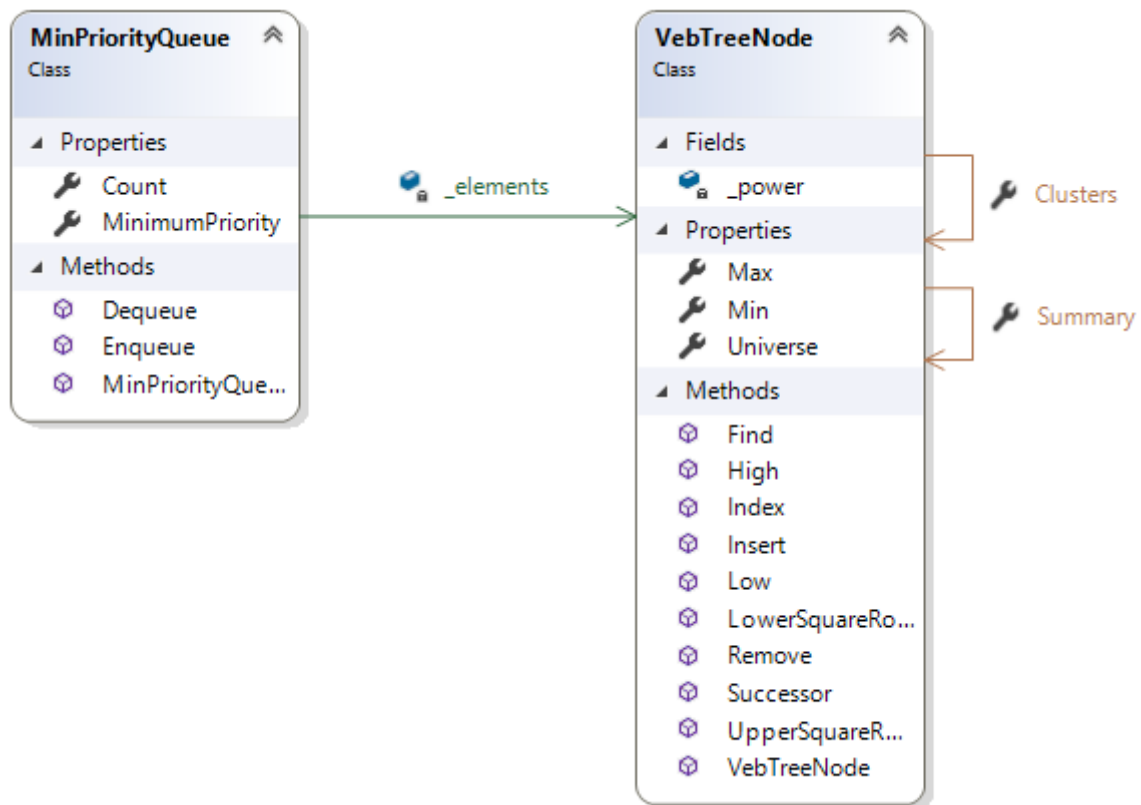 MinPriorityQueue
Class
Properties
Count
MinimumPriority
Methods
Dequeue
Enqueue
MinPriorityQue...
_elements
VebTreeNode
Class
Fields
_power
Properties
Max
Min
Universe
Methods
Find
High
Index
Insert
Low
LowerSquareRo...
Remove
Successor
UpperSquareR...
VebTreeNode
Clusters
Summary